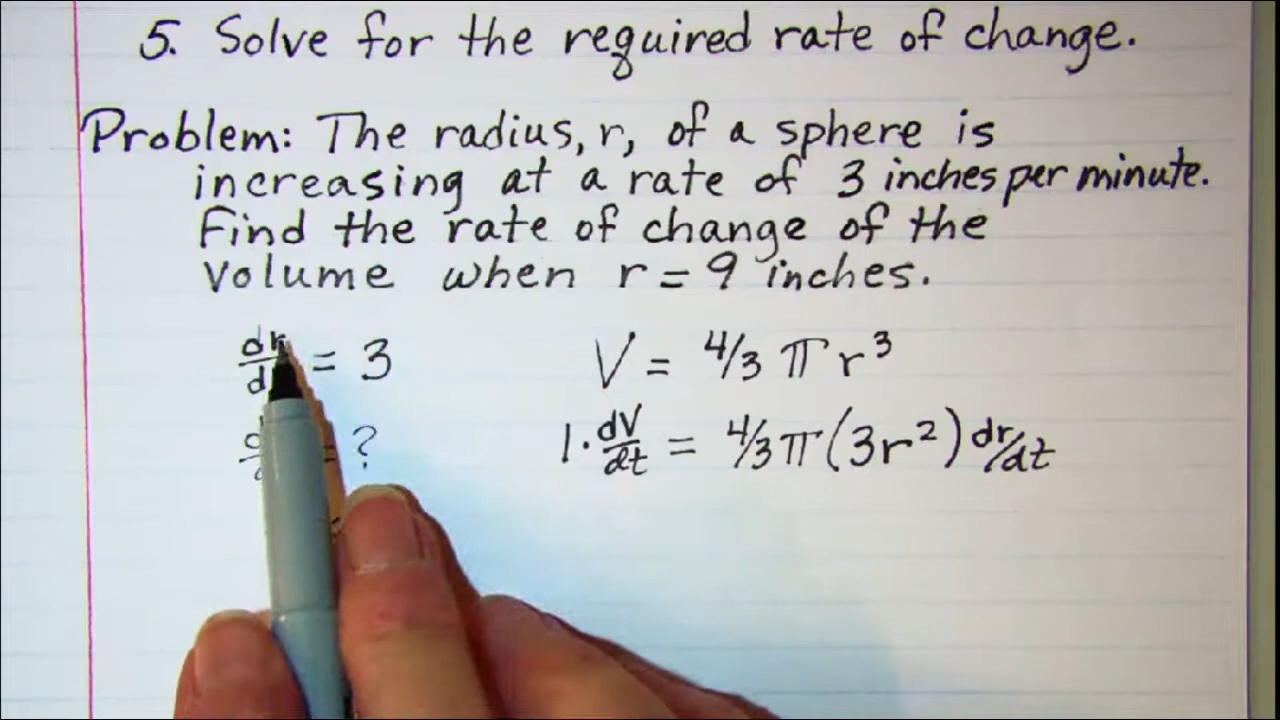 5. Solve for the required rate of change.
Problem: The radius, r, of a sphere is
increasing at a rate of 3 inches per minute.
Find the rate of change of the
volume when r = 9 inches.
dr/d = 3
V = 4/3 π r³
= ?
1 · dV/dt = 4/3 π (3r²) dr/dt